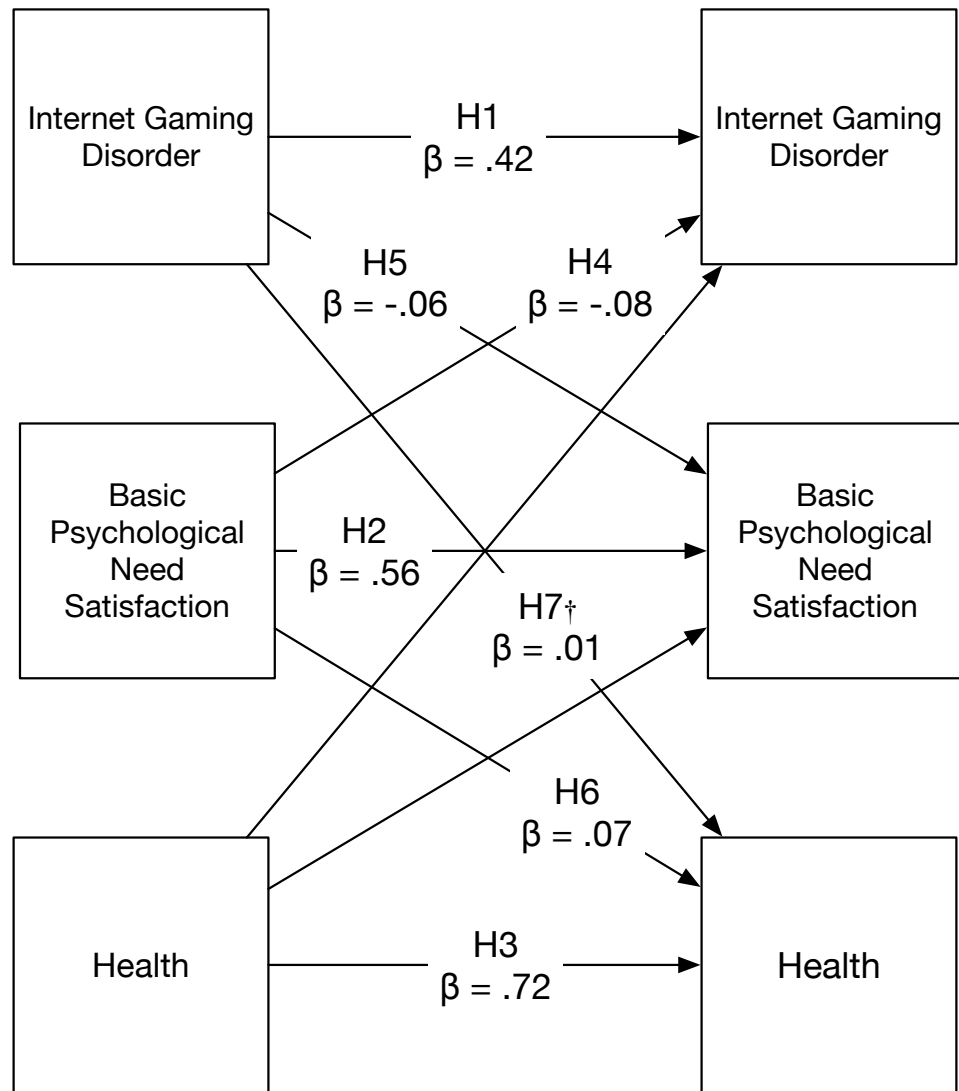 Internet Gaming
Disorder
H1
β = .42
Internet Gaming
Disorder
H5
β = -.06
H4
β = -.08
Basic
Psychological
Need
Satisfaction
H2
β = .56
Basic
Psychological
Need
Satisfaction
H7†
β = .01
H6
β = .07
Health
H3
β = .72
Health